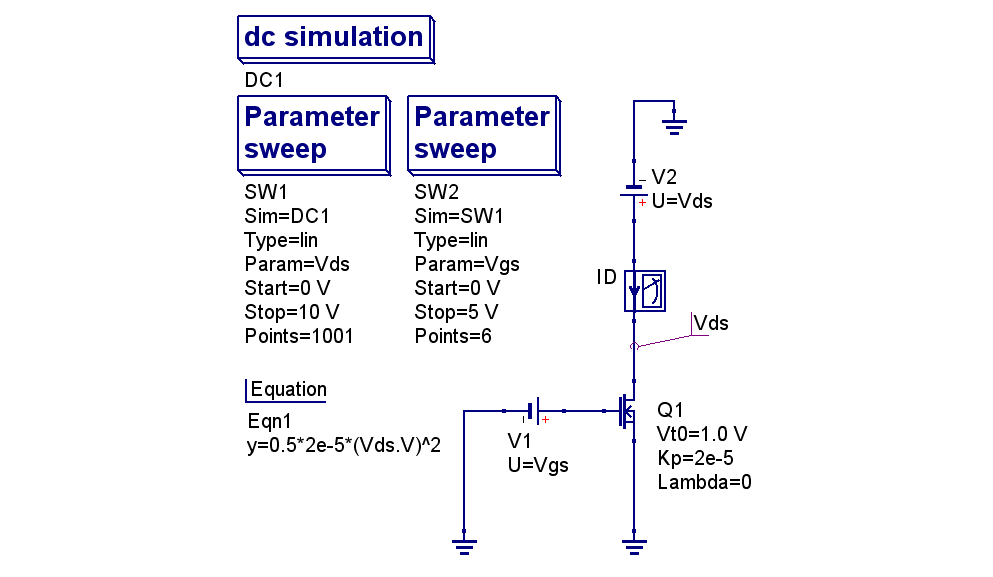 dc simulation
DC1
Parameter
sweep
SW1
Sim=DC1
Type=lin
Param=Vds
Start=0 V
Stop=10 V
Points=1001
Parameter
sweep
SW2
Sim=SW1
Type=lin
Param=Vgs
Start=0 V
Stop=5 V
Points=6
Equation
Eqn1
y=0.5*2e-5*(Vds.V)^2
V2
U=Vds
ID
Vds
V1
U=Vgs
Q1
Vt0=1.0 V
Kp=2e-5
Lambda=0